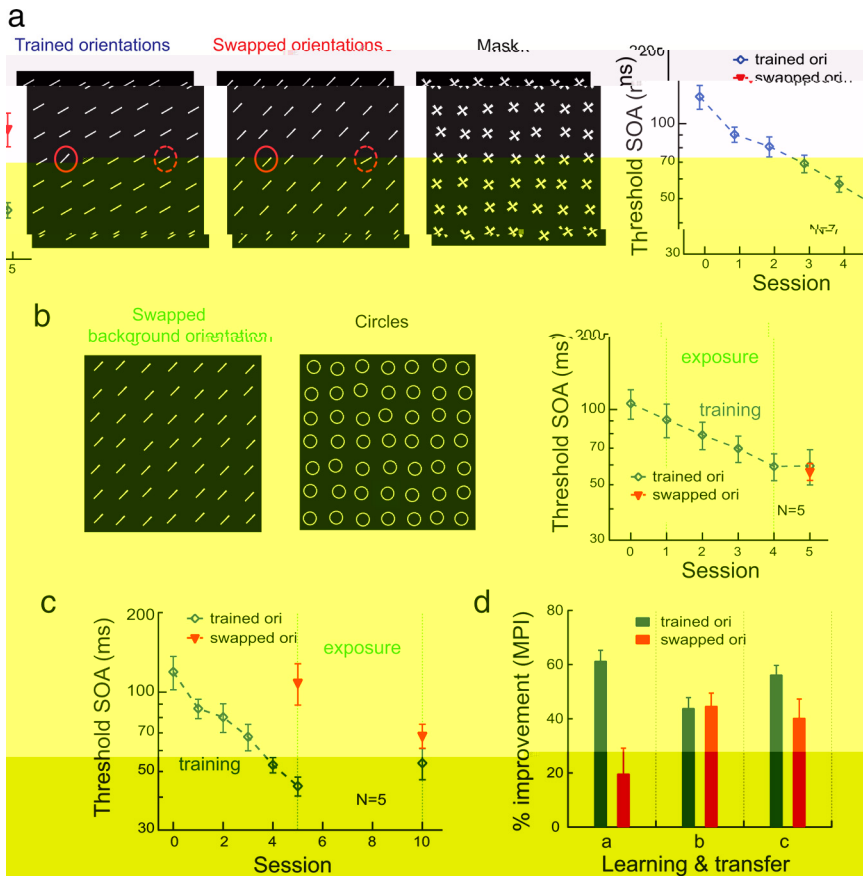 a
Trained orientations
Swapped orientations
Mask
trained ori
swapped ori
Threshold SOA (ms)
200
100
70
50
30
0 1 2 3 4
5
Session
b
Swapped
background orientation
Circles
Threshold SOA (ms)
200
100
70
50
30
exposure
training
trained ori
swapped ori
N=5
0 1 2 3 4 5
Session
c
Threshold SOA (ms)
200
100
70
50
30
trained ori
swapped ori
exposure
training
N=5
0 2 4 6 8 10
Session
d
% improvement (MPI)
80
60
40
20
0
trained ori
swapped ori
a b c
Learning & transfer